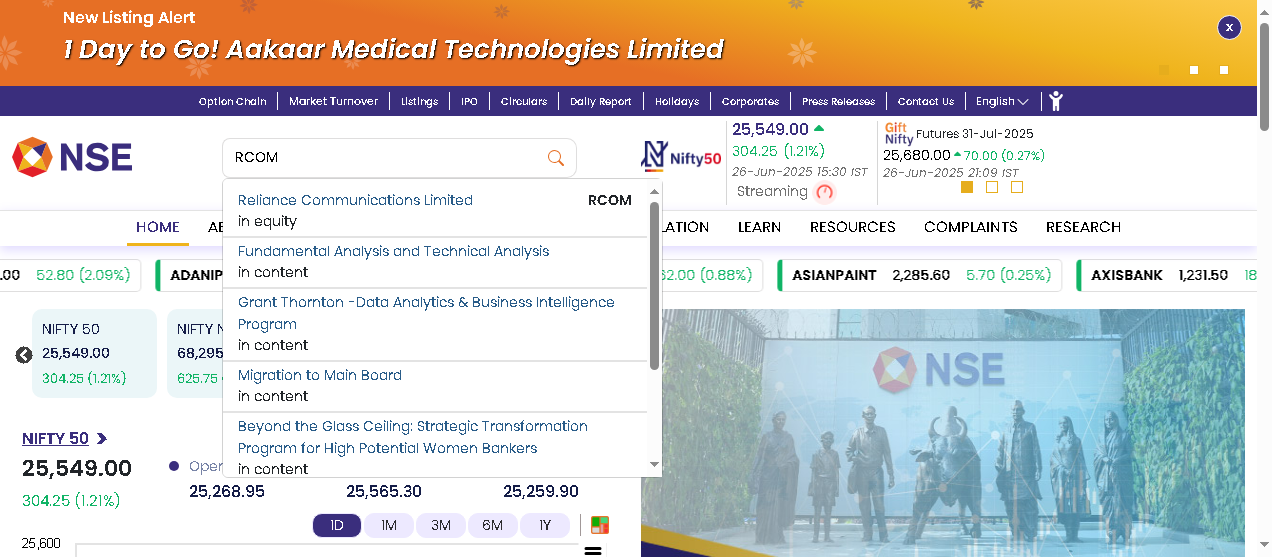 New Listing Alert
1 Day to Go! Aakaar Medical Technologies Limited
x
Option Chain
Market Turnover
Listings
IPO
Circulars
Daily Report
Holidays
Corporates
Press Releases
Contact Us
English
NSE
RCOM
Nifty50
25,549.00
304.25 (1.21%)
26-Jun-2025 15:30 IST
Streaming
Gift Nifty
Futures 31-Jul-2025
25,680.00 70.00 (0.27%)
26-Jun-2025 21:09 IST
Reliance Communications Limited RCOM
in equity
Fundamental Analysis and Technical Analysis
in content
Grant Thornton -Data Analytics & Business Intelligence
Program
in content
Migration to Main Board
in content
Beyond the Glass Ceiling: Strategic Transformation
Program for High Potential Women Bankers
in content
HOME
LEARN
RESOURCES
COMPLAINTS
RESEARCH
52.80 (2.09%)
ADANIP
(0.88%)
ASIANPAINT 2,285.60 5.70 (0.25%)
AXISBANK 1,231.50 18
NIFTY 50
25,549.00
304.25 (1.21%)
NIFTY N
68,295
625.75
NSE
NIFTY 50
25,549.00
304.25 (1.21%)
Open
25,268.95
25,565.30
25,259.90
1D
1M
3M
6M
1Y
25,600